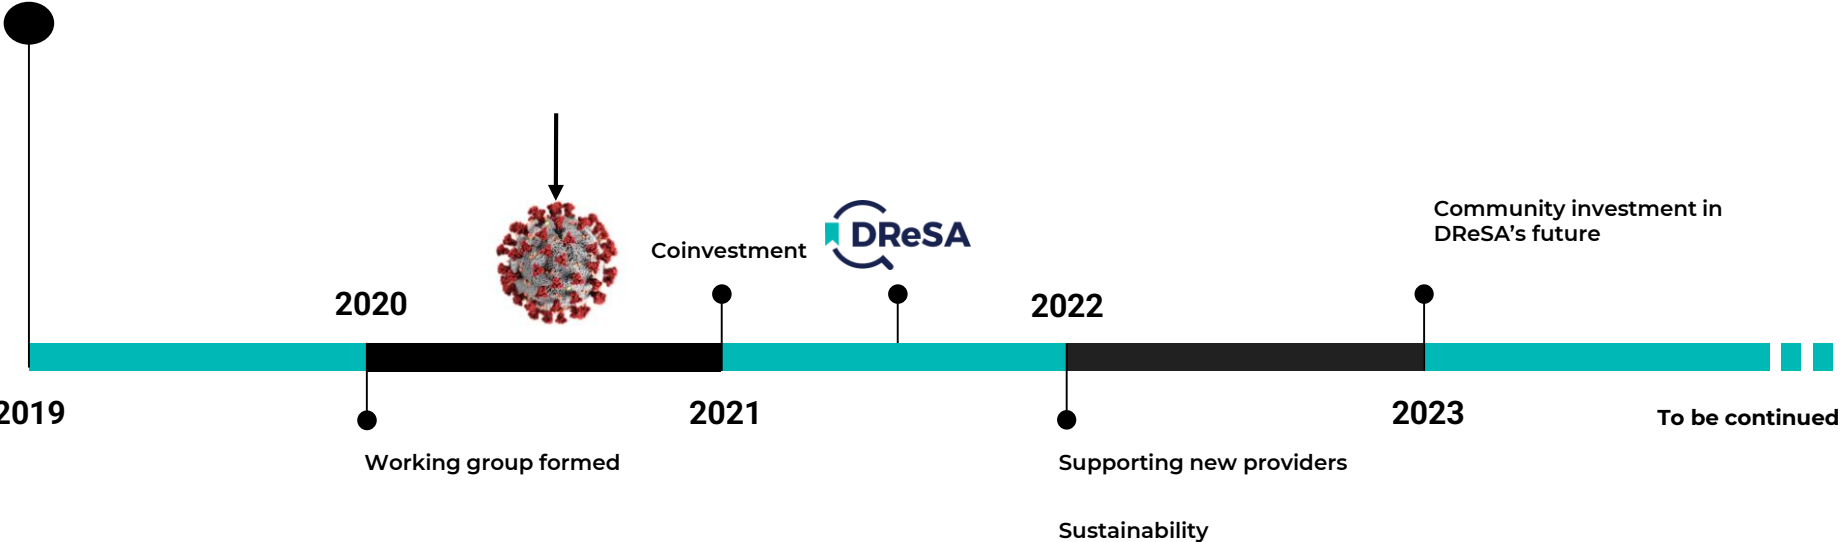 Community investment in
DReSA's future
Coinvestment
DReSA
2020
2022
2019
2021
2023
To be continued
Working group formed
Supporting new providers
Sustainability